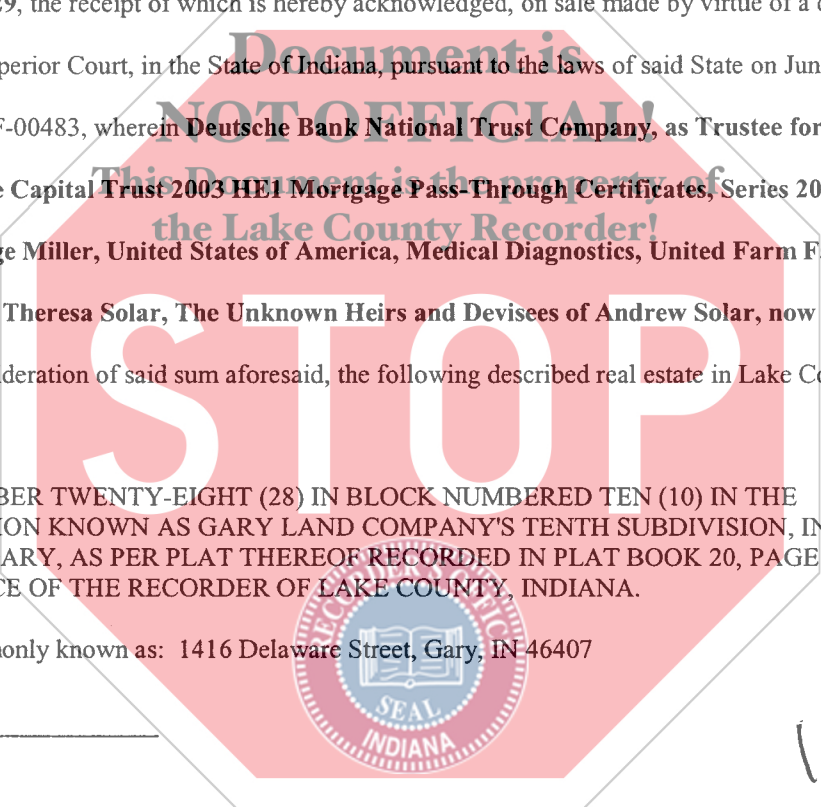 29, the receipt of which is hereby acknowledged, on sale made by virtue of a
Document is
perior Court, in the State of Indiana, pursuant to the laws of said State on Jun
NOT OFFICIAL!
F-00483, wherein Deutsche Bank National Trust Company, as Trustee for
This Document is the property of
e Capital Trust 2003 HE1 Mortgage Pass-Through Certificates, Series 20
the Lake County Recorder!
ge Miller, United States of America, Medical Diagnostics, United Farm F
Theresa Solar, The Unknown Heirs and Devisees of Andrew Solar, now
deration of said sum aforesaid, the following described real estate in Lake Co
STOP
BER TWENTY-EIGHT (28) IN BLOCK NUMBERED TEN (10) IN THE
ION KNOWN AS GARY LAND COMPANY'S TENTH SUBDIVISION, IN
ARY, AS PER PLAT THEREOF RECORDED IN PLAT BOOK 20, PAGE
CE OF THE RECORDER OF LAKE COUNTY, INDIANA.
RECORDER'S OFFICE
only known as: 1416 Delaware Street, Gary, IN 46407
SEAL
INDIANA